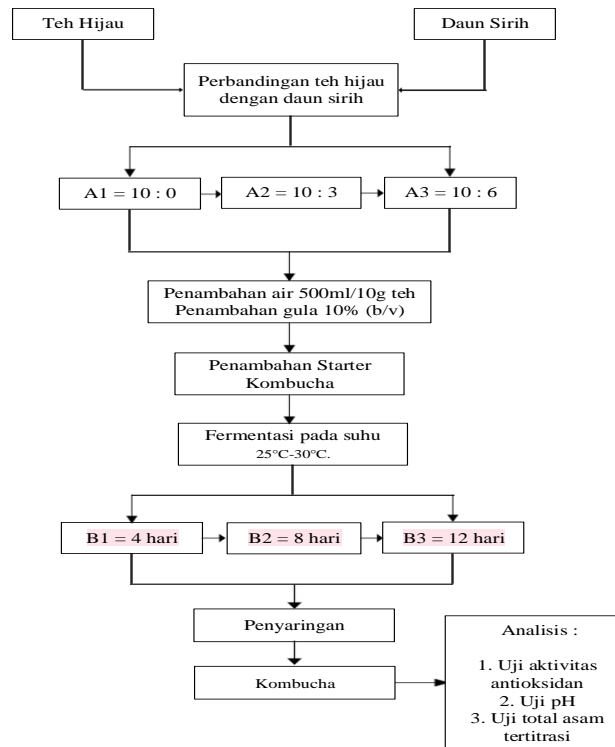 Teh Hijau
Daun Sirih
Perbandingan teh hijau
dengan daun sirih
A1 = 10 : 0
A2 = 10 : 3
A3 = 10 : 6
Penambahan air 500ml/10g teh
Penambahan gula 10% (b/v)
Penambahan Starter
Kombucha
Fermentasi pada suhu
25°C-30°C.
B1 = 4 hari
B2 = 8 hari
B3 = 12 hari
Penyaringan
Kombucha
Analisis :
1. Uji aktivitas
antioksidan
2. Uji pH
3. Uji total asam
tertitrasi